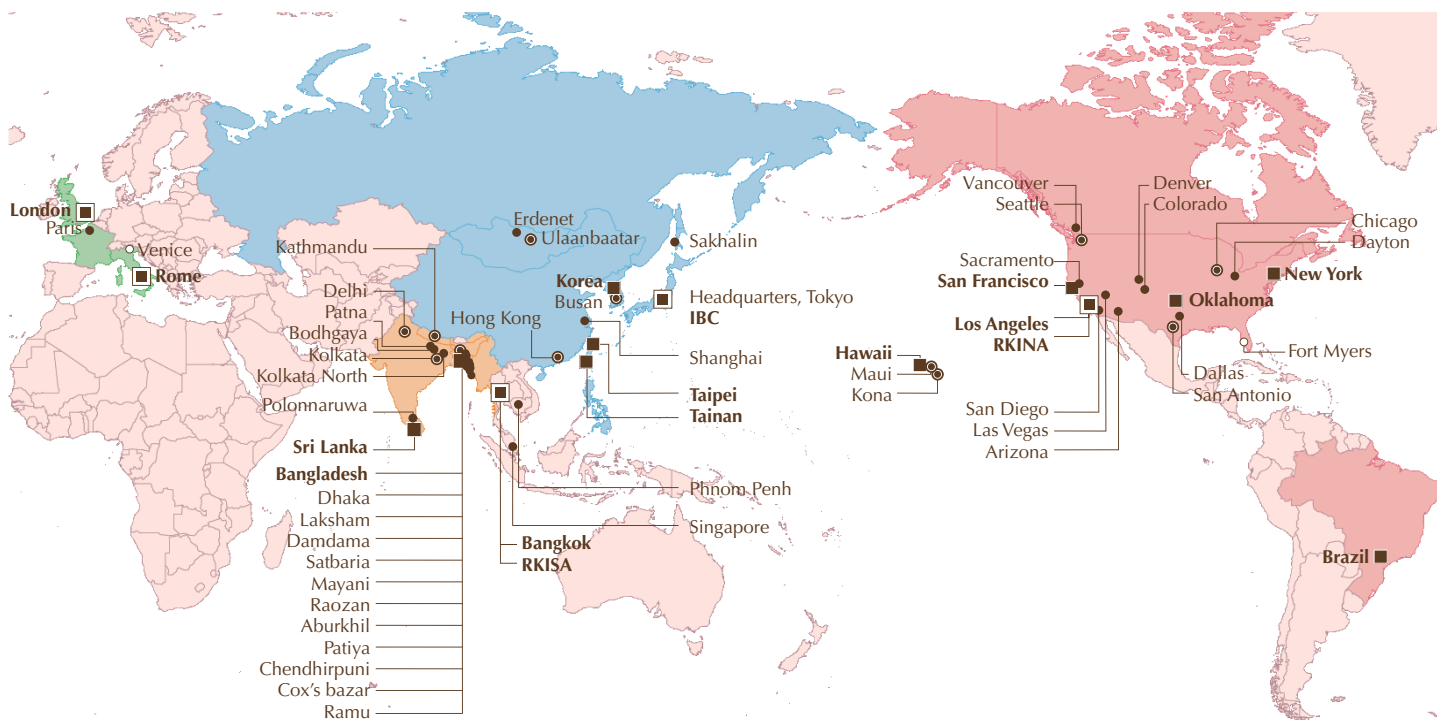 London
Paris
Venice
Rome
Kathmandu
Delhi
Patna
Bodhgaya
Kolkata
Kolkata North
Polonnaruwa
Sri Lanka
Bangladesh
Dhaka
Laksham
Damdama
Satbaria
Mayani
Raozan
Aburkhil
Patiya
Chendhirpuni
Cox's bazar
Ramu
Erdenet
Ulaanbaatar
Sakhalin
Korea
Busan
Headquarters, Tokyo
IBC
Hong Kong
Shanghai
Taipei
Tainan
Phnom Penh
Singapore
Bangkok
RKISA
Hawaii
Maui
Kona
Vancouver
Seattle
Sacramento
San Francisco
Los Angeles
RKINA
San Diego
Las Vegas
Arizona
Denver
Colorado
Chicago
Dayton
New York
Oklahoma
Fort Myers
Dallas
San Antonio
Brazil